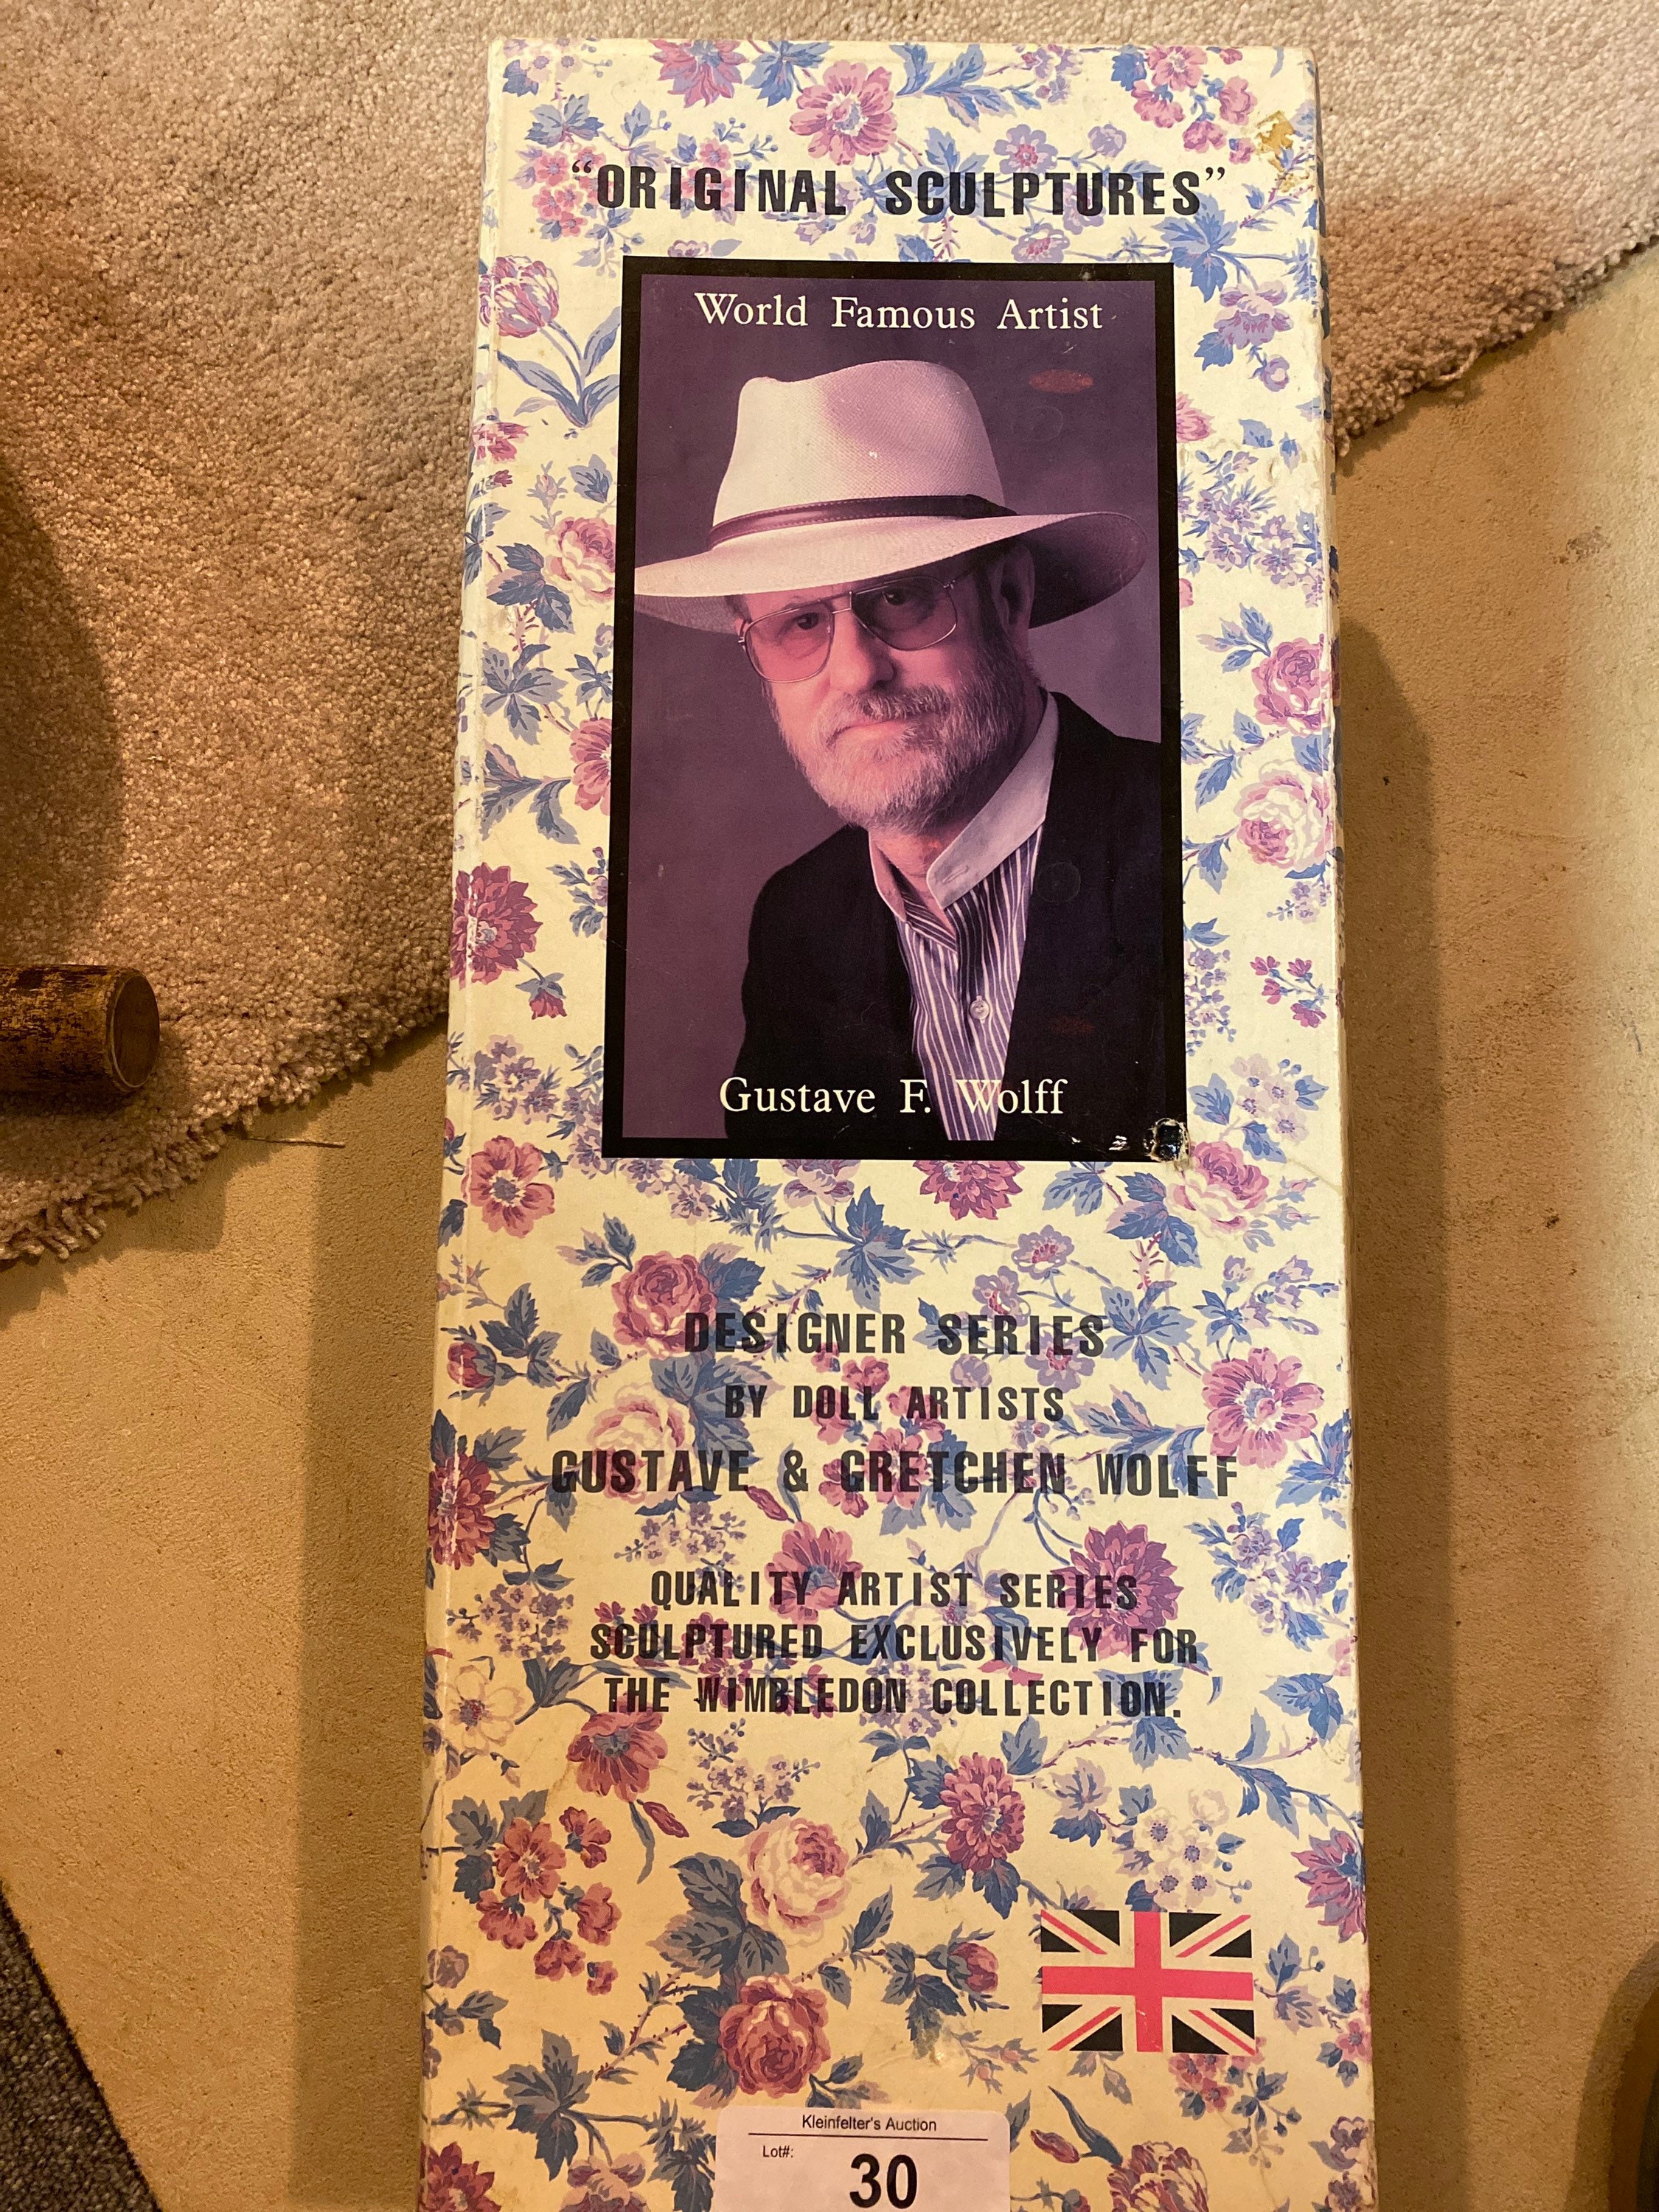 “ORIGINAL SCULPTURES”
World Famous Artist
Gustave F. Wolff
DESIGNER SERIES
BY DOLL ARTISTS
GUSTAVE & GRETCHEN WOLFF
QUALITY ARTIST SERIES
SCULPTURED EXCLUSIVELY FOR
THE WIMBLEDON COLLECTION.
Kleinfelter's Auction
Lot#:
30